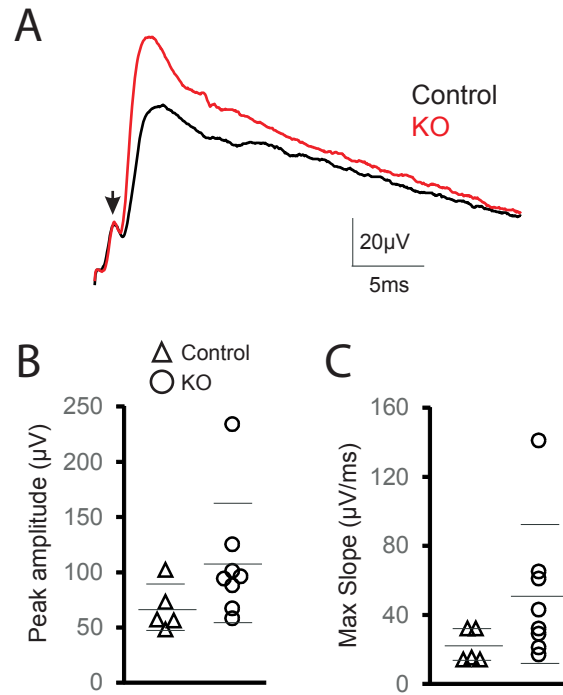 A
Control
KO
20µV
5ms
B
Control
KO
Peak amplitude (µV)
250
200
150
100
50
0
C
Max Slope (µV/ms)
160
120
80
40
0